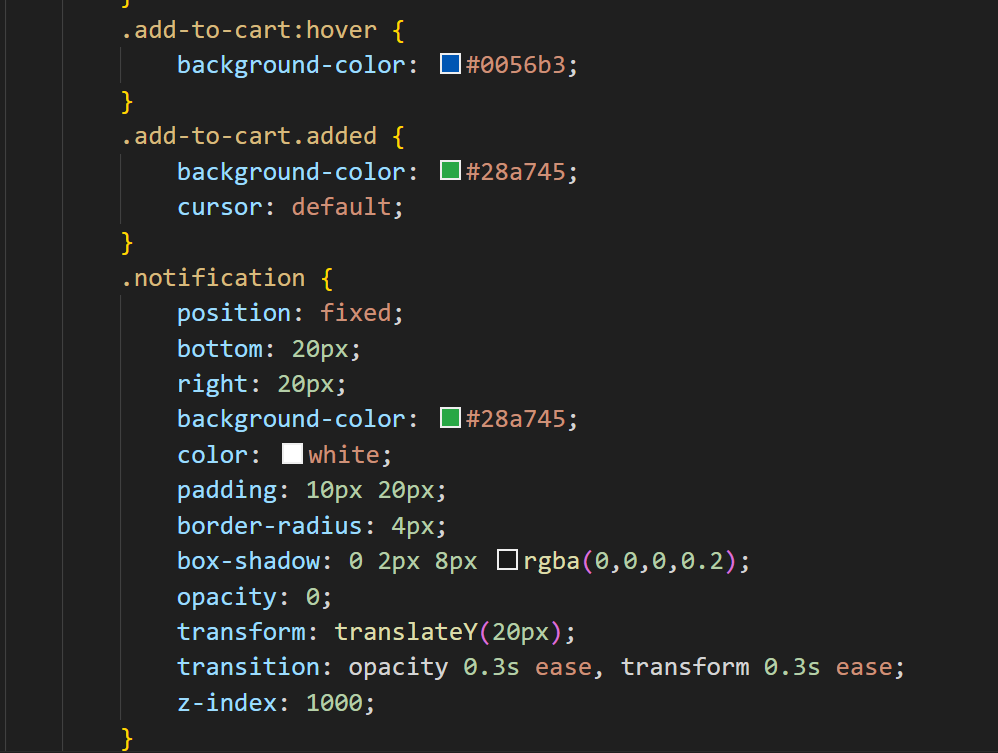 }
.add-to-cart:hover {
background-color: #0056b3;
}
.add-to-cart.added {
background-color: #28a745;
cursor: default;
}
.notification {
position: fixed;
bottom: 20px;
right: 20px;
background-color: #28a745;
color: white;
padding: 10px 20px;
border-radius: 4px;
box-shadow: 0 2px 8px rgba(0,0,0,0.2);
opacity: 0;
transform: translateY(20px);
transition: opacity 0.3s ease, transform 0.3s ease;
z-index: 1000;
}